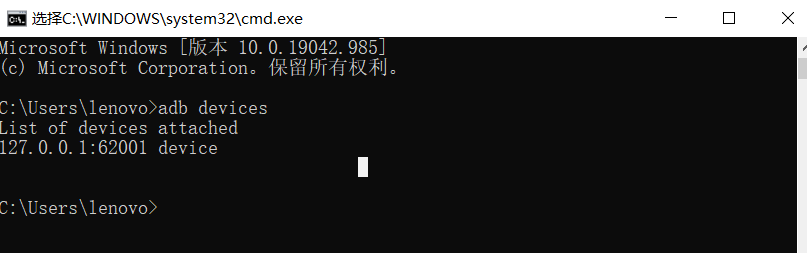 选择C:\WINDOWS\system32\cmd.exe
Microsoft Windows [版本 10.0.19042.985]
(c) Microsoft Corporation。保留所有权利。
C:\Users\lenovo>adb devices
List of devices attached
127.0.0.1:62001 device
C:\Users\lenovo>